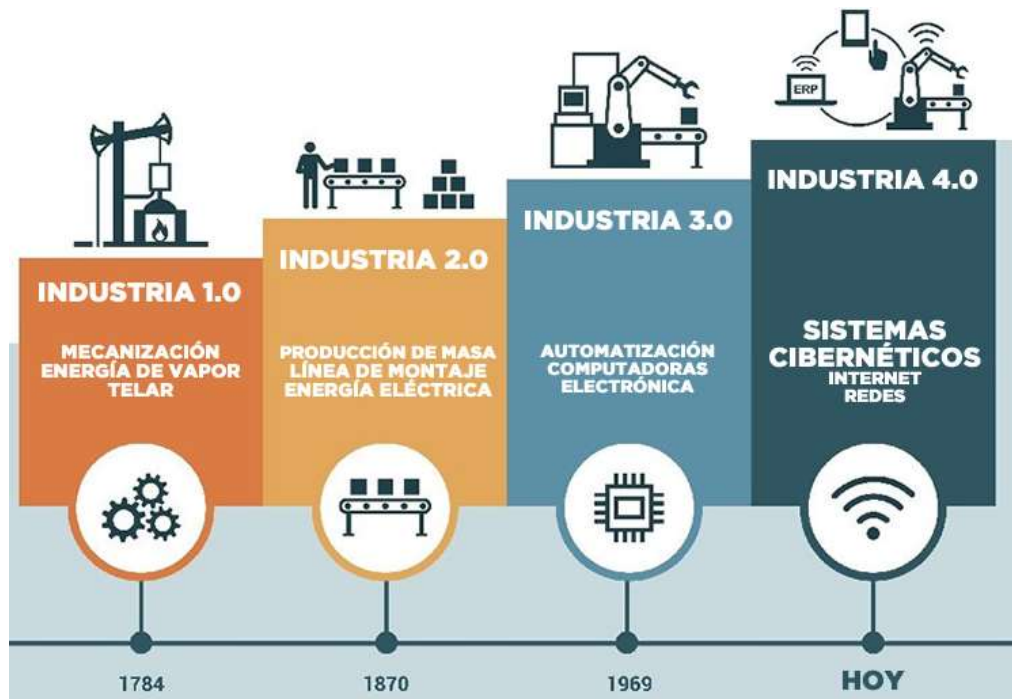 ERP
INDUSTRIA 1.0
MECANIZACIÓN
ENERGÍA DE VAPOR
TELAR
INDUSTRIA 2.0
PRODUCCIÓN DE MASA
LÍNEA DE MONTAJE
ENERGÍA ELÉCTRICA
INDUSTRIA 3.0
AUTOMATIZACIÓN
COMPUTADORAS
ELECTRÓNICA
INDUSTRIA 4.0
SISTEMAS
CIBERNÉTICOS
INTERNET
REDES
1784
1870
1969
HOY